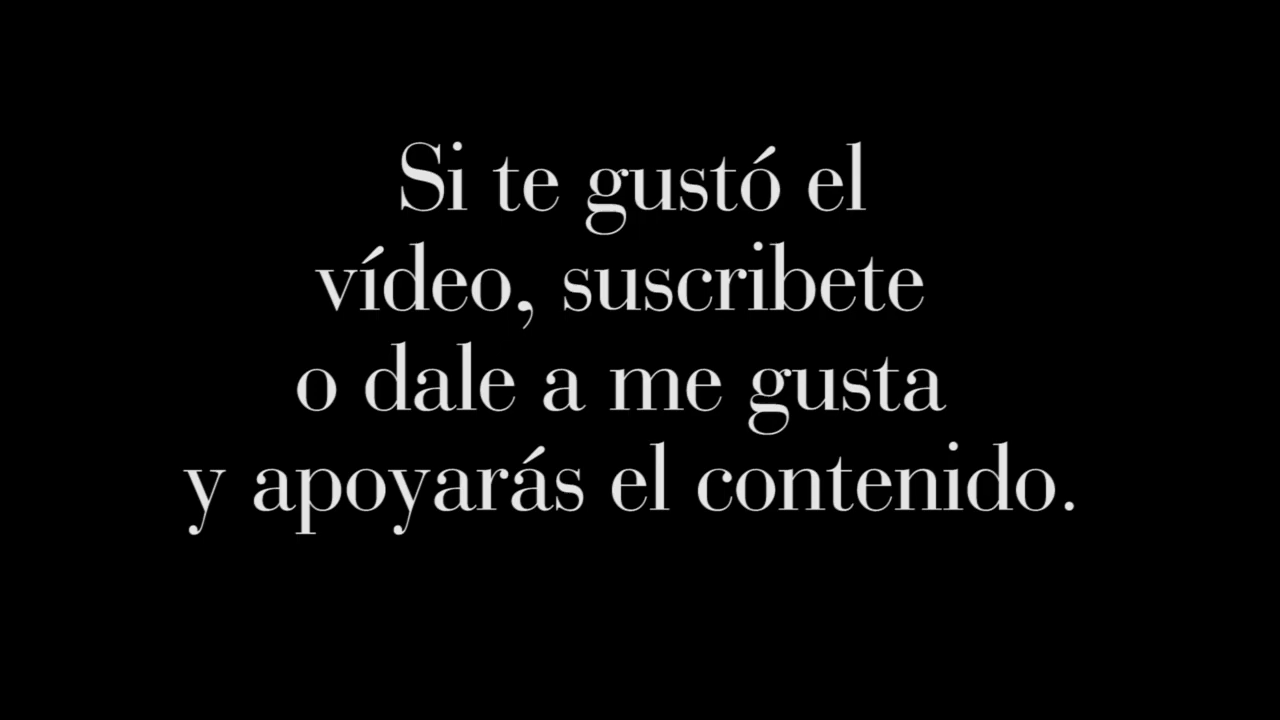 Si te gustó el
vídeo, suscribete
o dale a me gusta
y apoyarás el contenido.